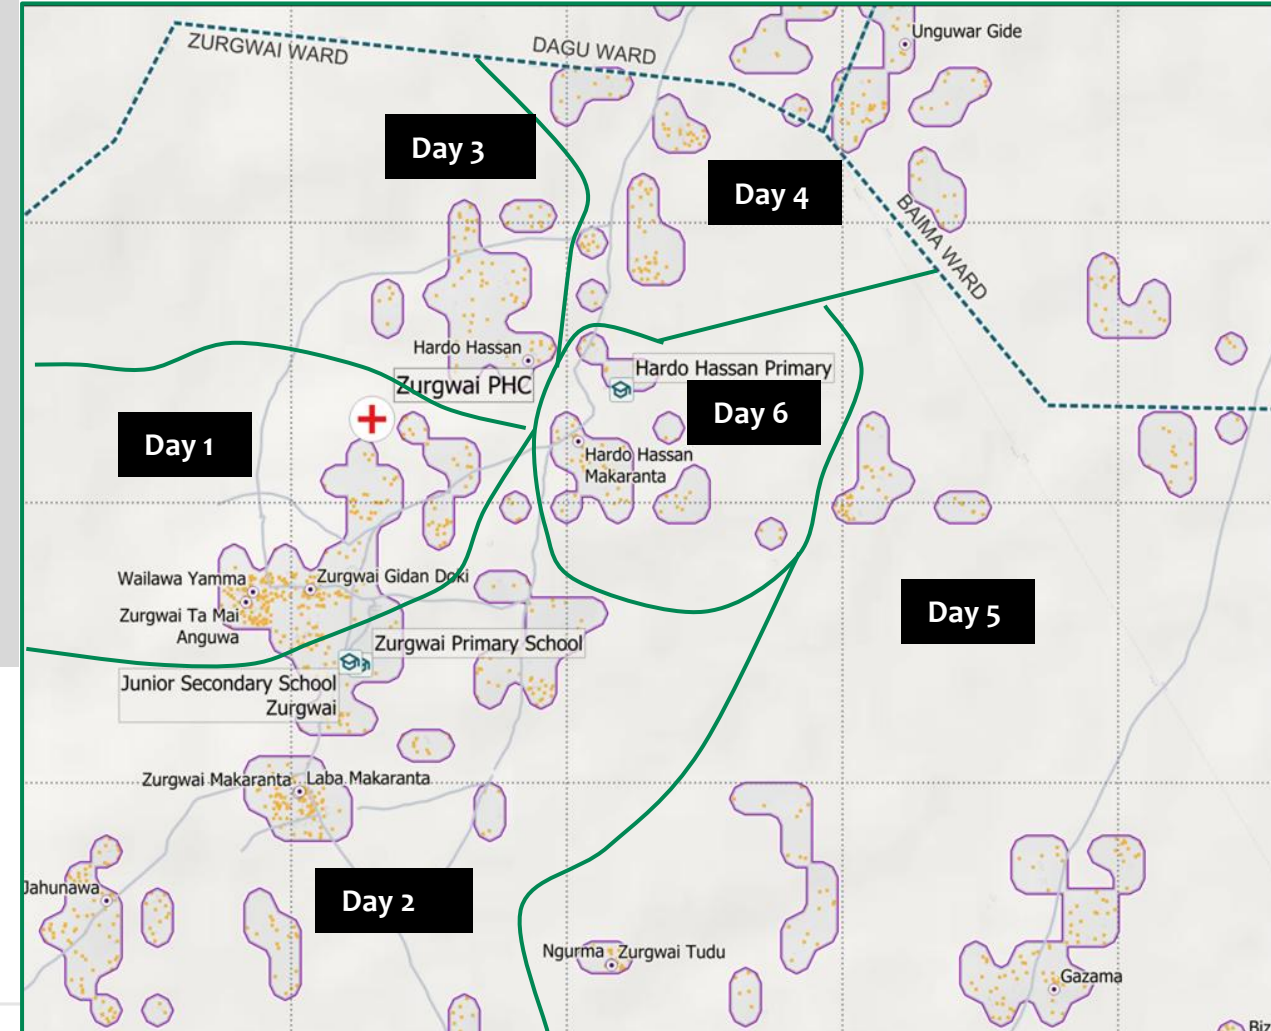 ZURGWAI WARD
DAGU WARD
Unguwar Gide
Day 3
Day 4
BAIMA WARD
Hardo Hassan
Zurgwai PHC
Hardo Hassan Primary
Day 6
Day 1
Hardo Hassan
Makaranta
Wailawa Yamma
Zurgwai Gidan Doki
Zurgwai Ta Mai
Anguwa
Day 5
Zurgwai Primary School
Junior Secondary School
Zurgwai
Zurgwai Makaranta
Laba Makaranta
Jahunawa
Day 2
Ngurma
Zurgwai Tudu
Gazama